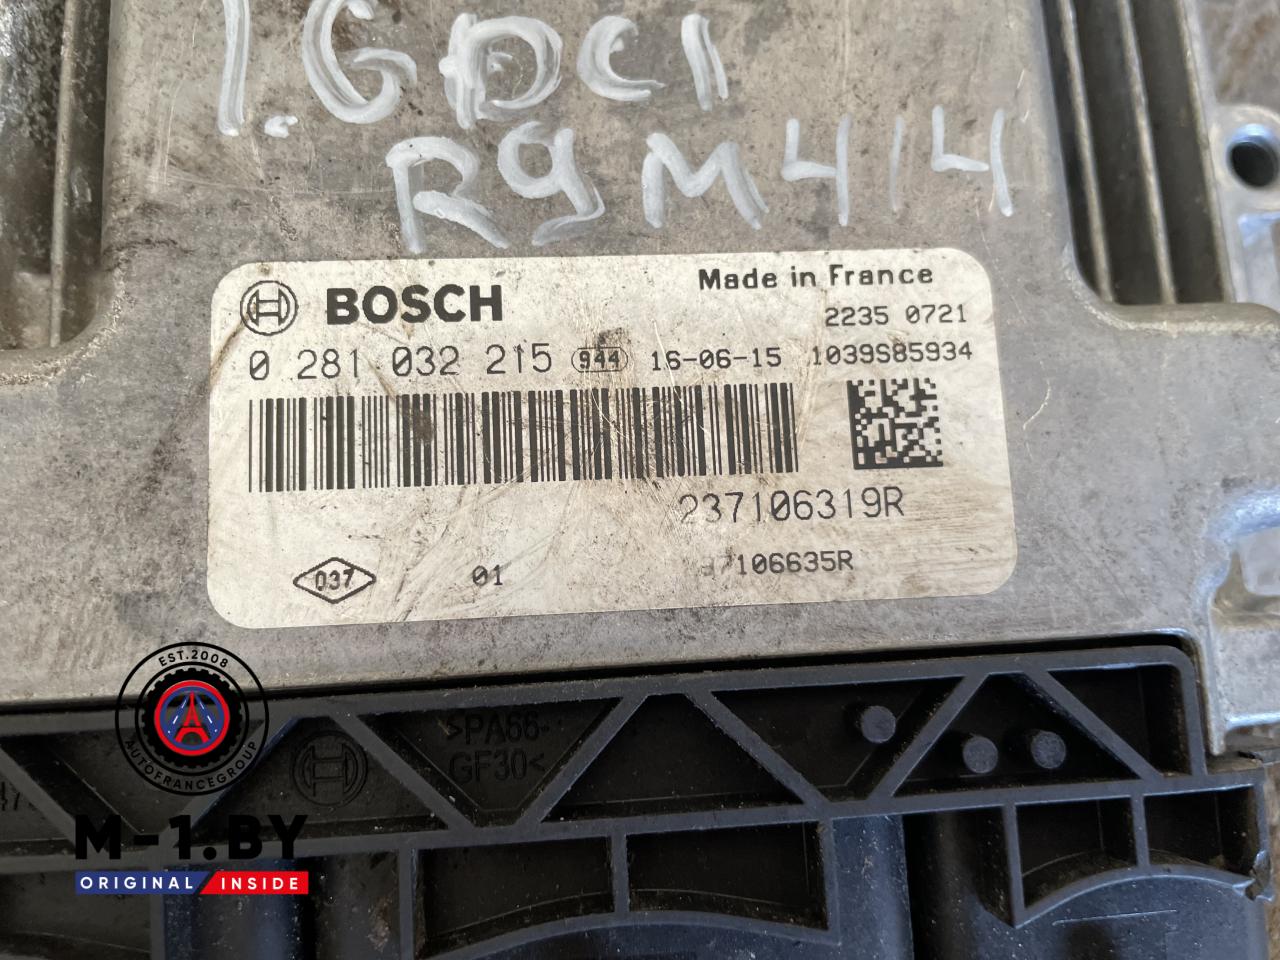 1.6DCI
R9M414
BOSCH
Made in France
2235 0721
0 281 032 215 944 16-06-15 1039S85934
237106319R
037
01
7106635R
>PA66-
GF30<
EST.2008
AUTOFRANCEGROUP
M-1.BY
ORIGINAL INSIDE